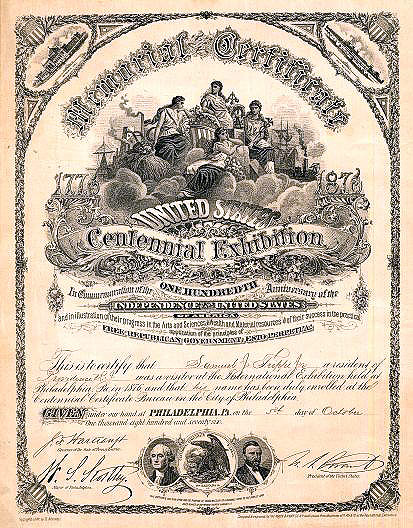 Memorial Certificate
1776 1876
UNITED STATES
Centennial Exhibition
In Commemoration of the ONE HUNDREDTH Anniversary of the
INDEPENDENCE OF THE UNITED STATES
OF AMERICA
and in illustration of their progress in the Arts and Sciences, Wealth and Material resources & of their success in the practical
application of the principles of
FREE, REPUBLICAN GOVERNMENT, ESTO PERPETUA.
This is to certify that Samuel J. a resident of
was a visitor at the International Exhibition held at
Philadelphia, Pa. in 1876 and that his name has been duly enrolled at the
Centennial Certificate Bureau in the City of Philadelphia.
GIVEN under our hand at PHILADELPHIA, PA. on the 5th day of October
One thousand eight hundred and seventy six.
J. F. Hartranft
Governor of the State of Pennsylvania.
W. S. Stokley
Mayor of Philadelphia.
U. S. Grant
President of the United States.